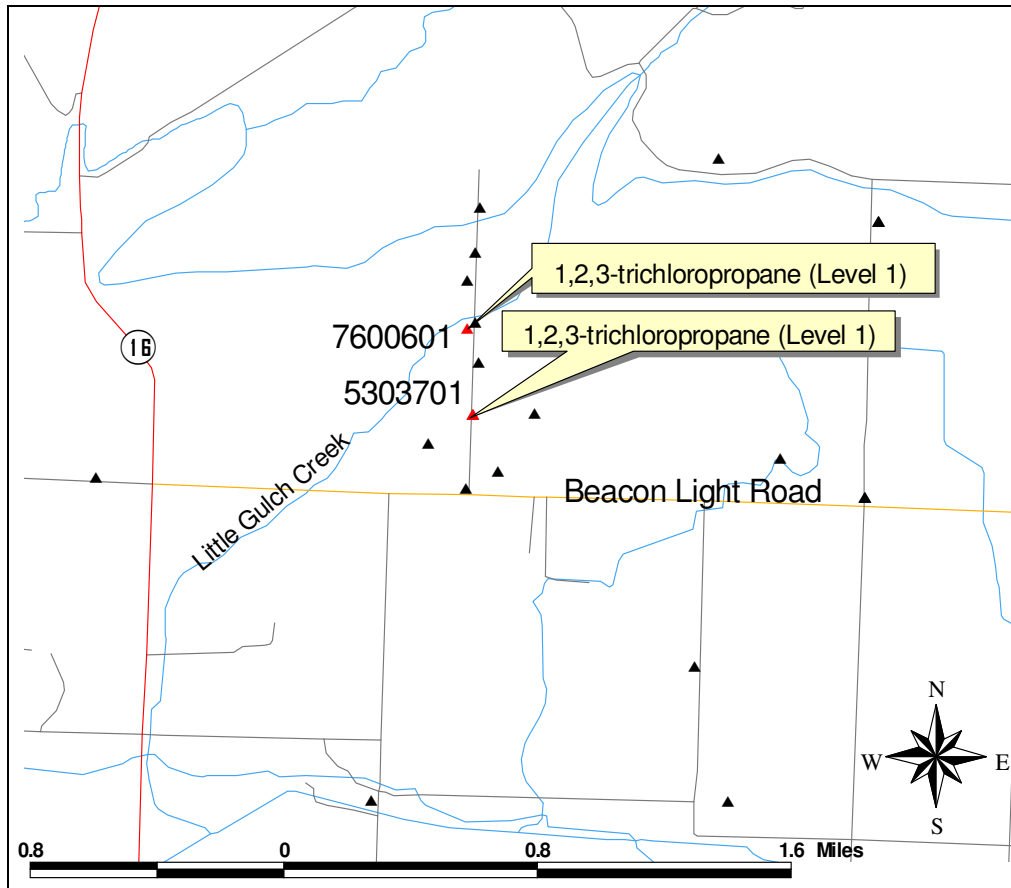 1,2,3-trichloropropane (Level 1)
7600601
1,2,3-trichloropropane (Level 1)
16
5303701
Little Gulch Creek
Beacon Light Road
N
W
E
S
0.8 0 0.8 1.6 Miles